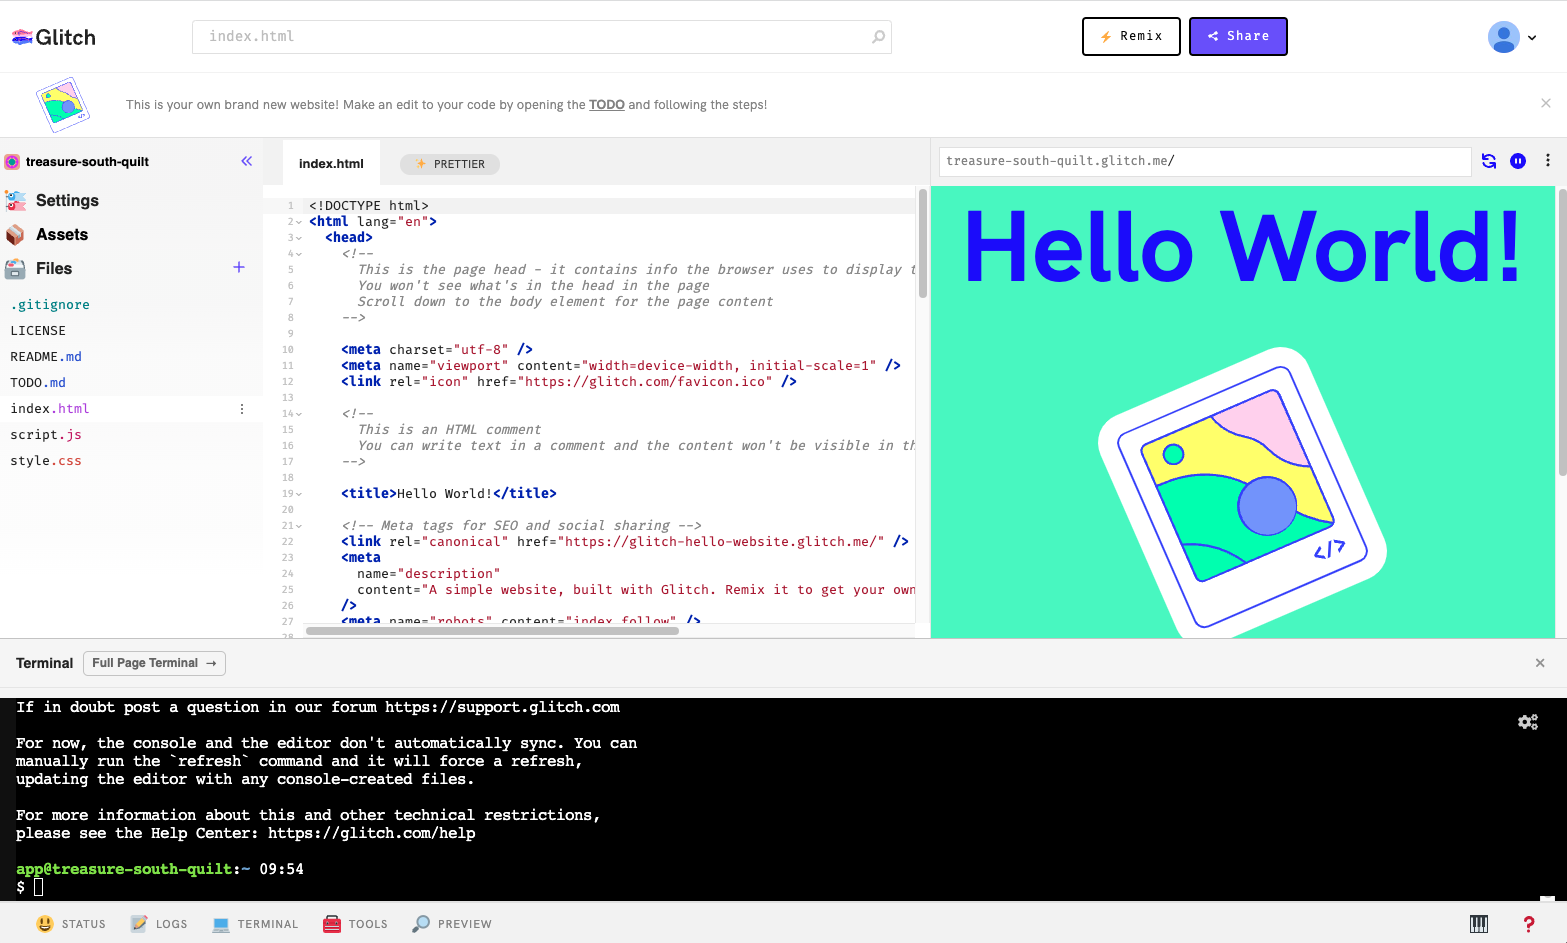 Glitch
index.html
Remix
Share
This is your own brand new website! Make an edit to your code by opening the TODO and following the steps!
treasure-south-quilt
Settings
Assets
Files
.gitignore
LICENSE
README.md
TODO.md
index.html
script.js
style.css
index.html
PRETTIER
1 <!DOCTYPE html>
2 <html lang="en">
3 <head>
4 <!--
5 This is the page head - it contains info the browser uses to display t
6 You won't see what's in the head in the page
7 Scroll down to the body element for the page content
8 -->
9
10 <meta charset="utf-8" />
11 <meta name="viewport" content="width=device-width, initial-scale=1" />
12 <link rel="icon" href="https://glitch.com/favicon.ico" />
13
14 <!--
15 This is an HTML comment
16 You can write text in a comment and the content won't be visible in th
17 -->
18
19 <title>Hello World!</title>
20
21 <!-- Meta tags for SEO and social sharing -->
22 <link rel="canonical" href="https://glitch-hello-website.glitch.me/" />
23 <meta
24 name="description"
25 content="A simple website, built with Glitch. Remix it to get your own
26 />
27 <meta name="robots" content="index,follow" />
28
treasure-south-quilt.glitch.me/
Hello World!
</>
Terminal
Full Page Terminal →
If in doubt post a question in our forum https://support.glitch.com
For now, the console and the editor don't automatically sync. You can
manually run the `refresh` command and it will force a refresh,
updating the editor with any console-created files.
For more information about this and other technical restrictions,
please see the Help Center: https://glitch.com/help
app@treasure-south-quilt:~ 09:54
$
STATUS
LOGS
TERMINAL
TOOLS
PREVIEW
?